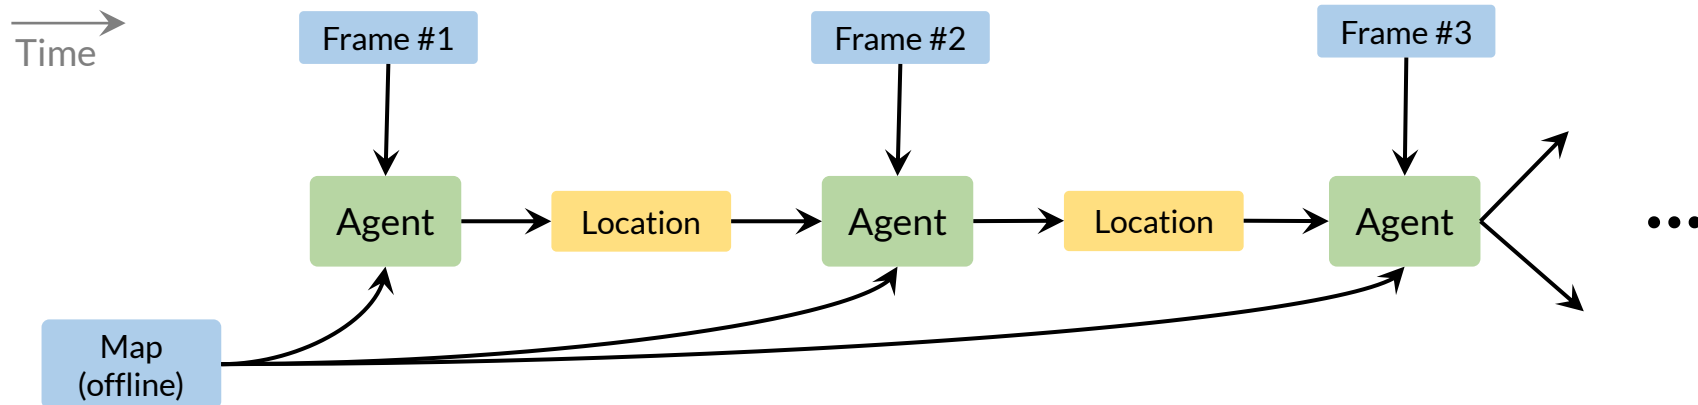 Time
Frame #1
Frame #2
Frame #3
Agent
Location
Agent
Location
Agent
...
Map
(offline)